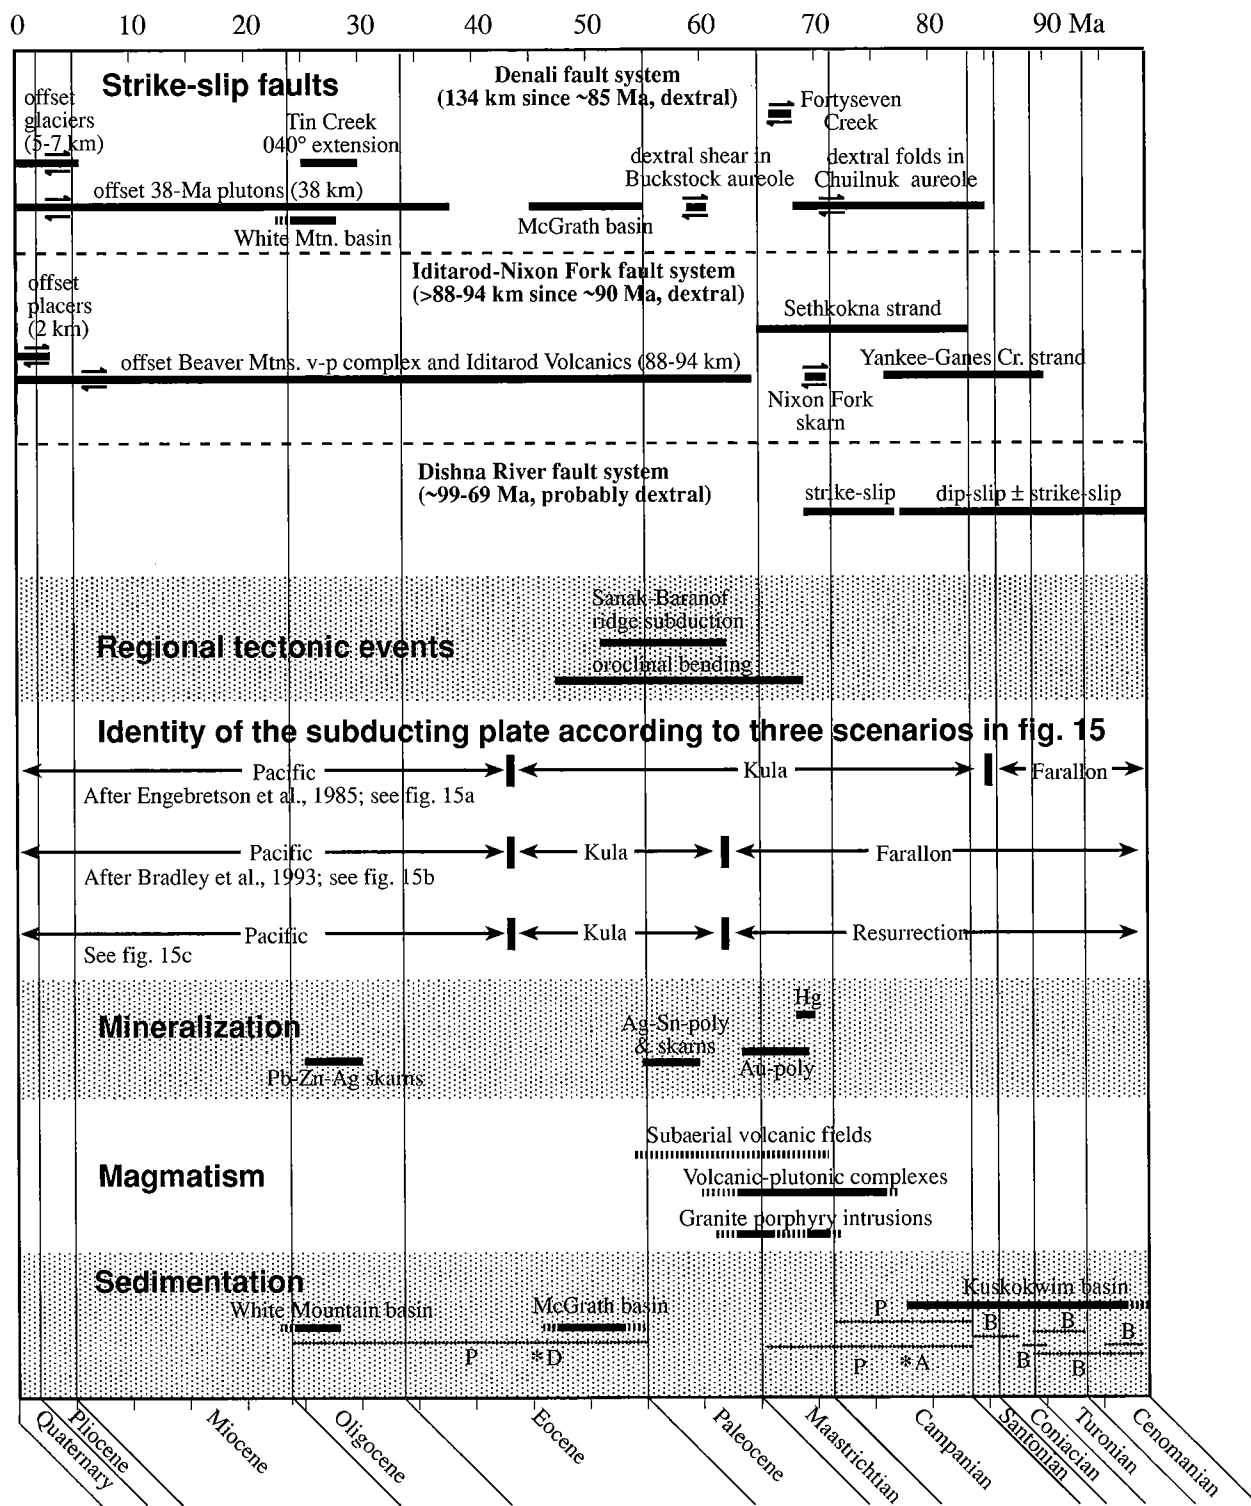 0 10 20 30 40 50 60 70 80 90 Ma
Strike-slip faults
Denali fault system
(134 km since ~85 Ma, dextral)
offset
glaciers
(5-7 km)
Tin Creek
040° extension
Fortyseven
Creek
dextral shear in
Buckstock aureole
dextral folds in
Chuilnuk aureole
offset 38-Ma plutons (38 km)
White Mtn. basin
McGrath basin
Iditarod-Nixon Fork fault system
(>88-94 km since ~90 Ma, dextral)
offset
placers
(2 km)
Sethkokna strand
offset Beaver Mtns. v-p complex and Iditarod Volcanics (88-94 km)
Yankee-Ganes Cr. strand
Nixon Fork
skarn
Dishna River fault system
(~99-69 Ma, probably dextral)
strike-slip
dip-slip ± strike-slip
Regional tectonic events
Sanak-Baranof
ridge subduction
oroclinal bending
Identity of the subducting plate according to three scenarios in fig. 15
Pacific Kula Farallon
After Engebretson et al., 1985; see fig. 15a
Pacific Kula Farallon
After Bradley et al., 1993; see fig. 15b
Pacific Kula Resurrection
See fig. 15c
Mineralization
Hg
Ag-Sn-poly
& skarns
Au-poly
Pb-Zn-Ag skarns
Magmatism
Subaerial volcanic fields
Volcanic-plutonic complexes
Granite porphyry intrusions
Sedimentation
Kuskokwim basin
White Mountain basin
McGrath basin
P B B B
P *D P *A B B
Quaternary
Pliocene
Miocene
Oligocene
Eocene
Paleocene
Maastrichtian
Campanian
Santonian
Coniacian
Turonian
Cenomanian